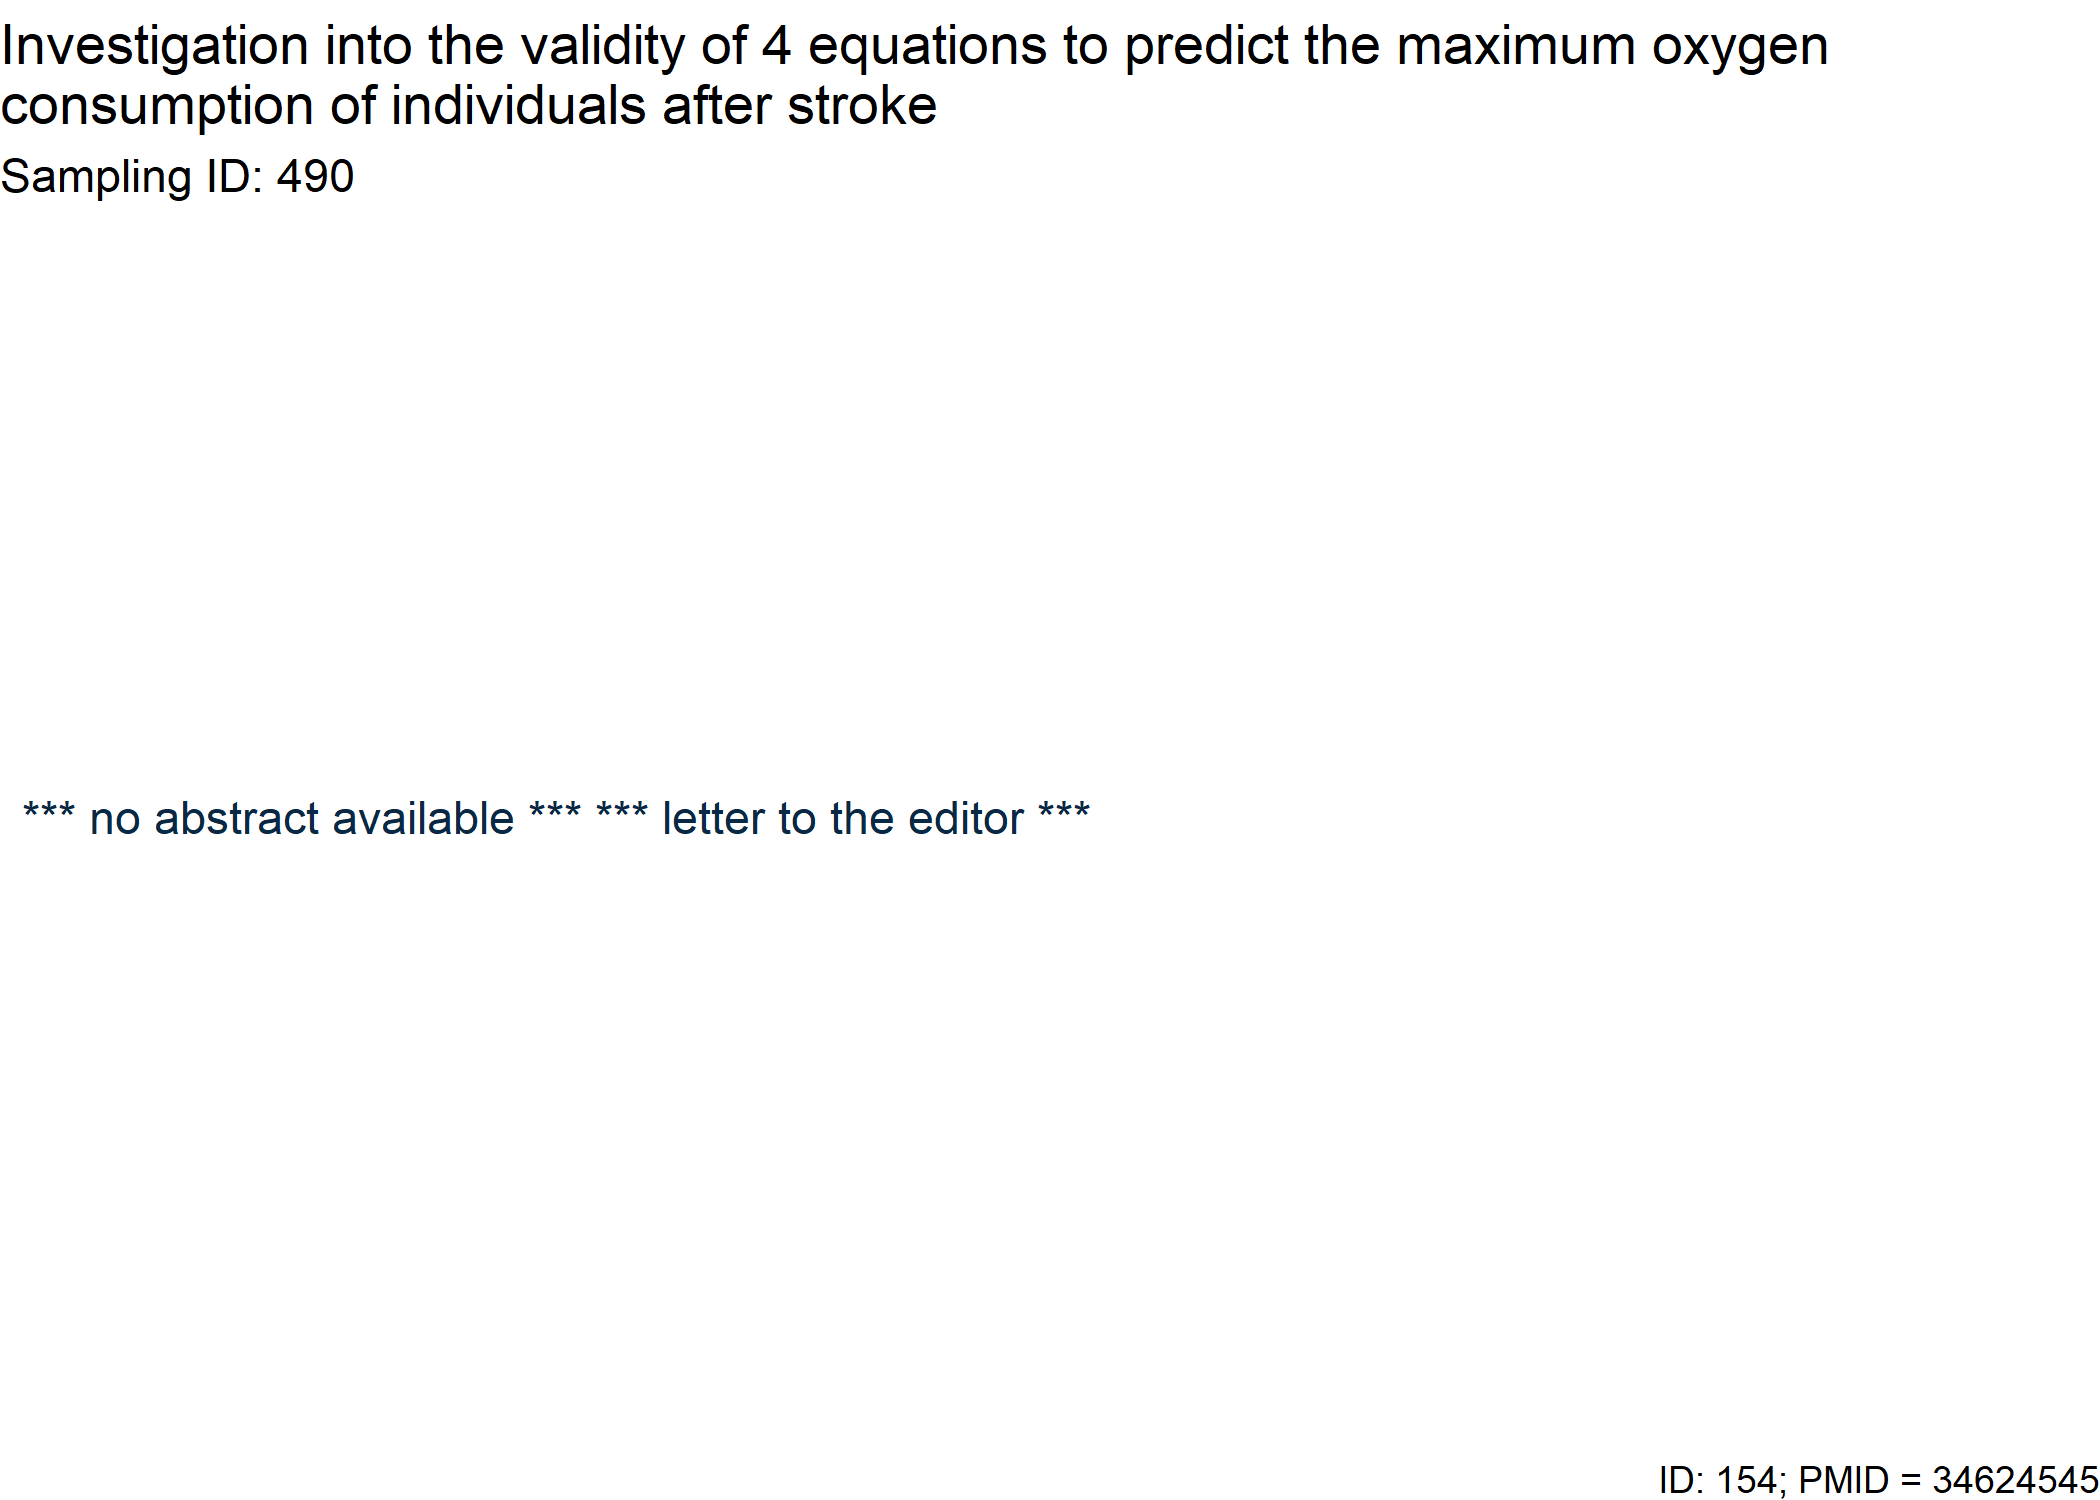 Investigation into the validity of 4 equations to predict the maximum oxygen
consumption of individuals after stroke
Sampling ID: 490
*** no abstract available *** *** letter to the editor ***
ID: 154; PMID = 34624545